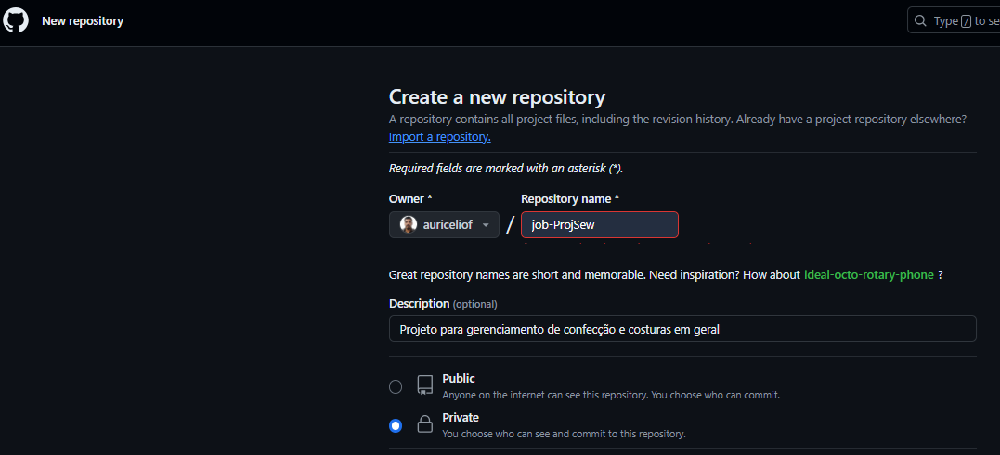 New repository
Type / to se
Create a new repository
A repository contains all project files, including the revision history. Already have a project repository elsewhere?
Import a repository.
Required fields are marked with an asterisk (*).
Owner * Repository name *
auriceliof / job-ProjSew
Great repository names are short and memorable. Need inspiration? How about ideal-octo-rotary-phone ?
Description (optional)
Projeto para gerenciamento de confecção e costuras em geral
Public
Anyone on the internet can see this repository. You choose who can commit.
Private
You choose who can see and commit to this repository.